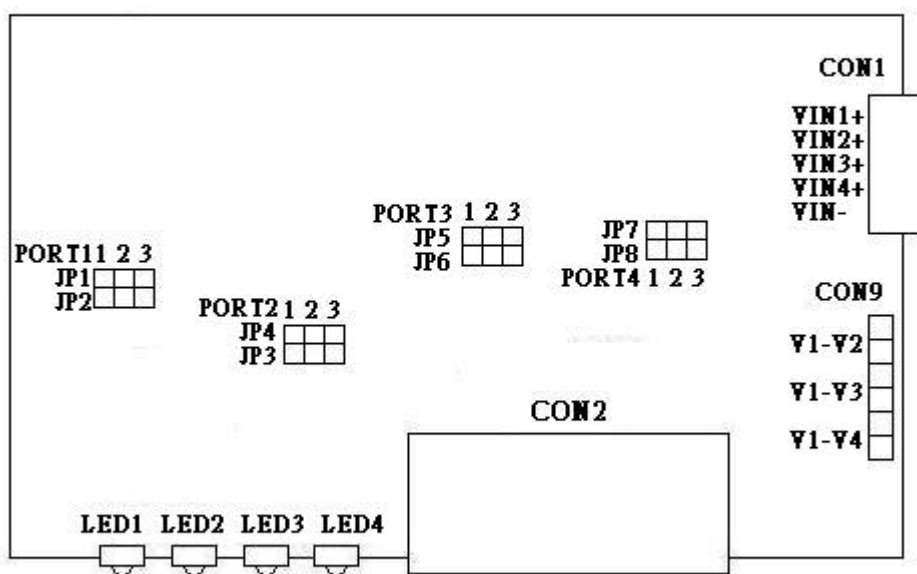 CON1
VIN1+
VIN2+
VIN3+
VIN4+
VIN-
PORT3 1 2 3
JP5
JP6
JP7
JP8
PORT4 1 2 3
PORT1 1 2 3
JP1
JP2
PORT2 1 2 3
JP4
JP3
CON9
V1-V2
V1-V3
V1-V4
CON2
LED1 LED2 LED3 LED4